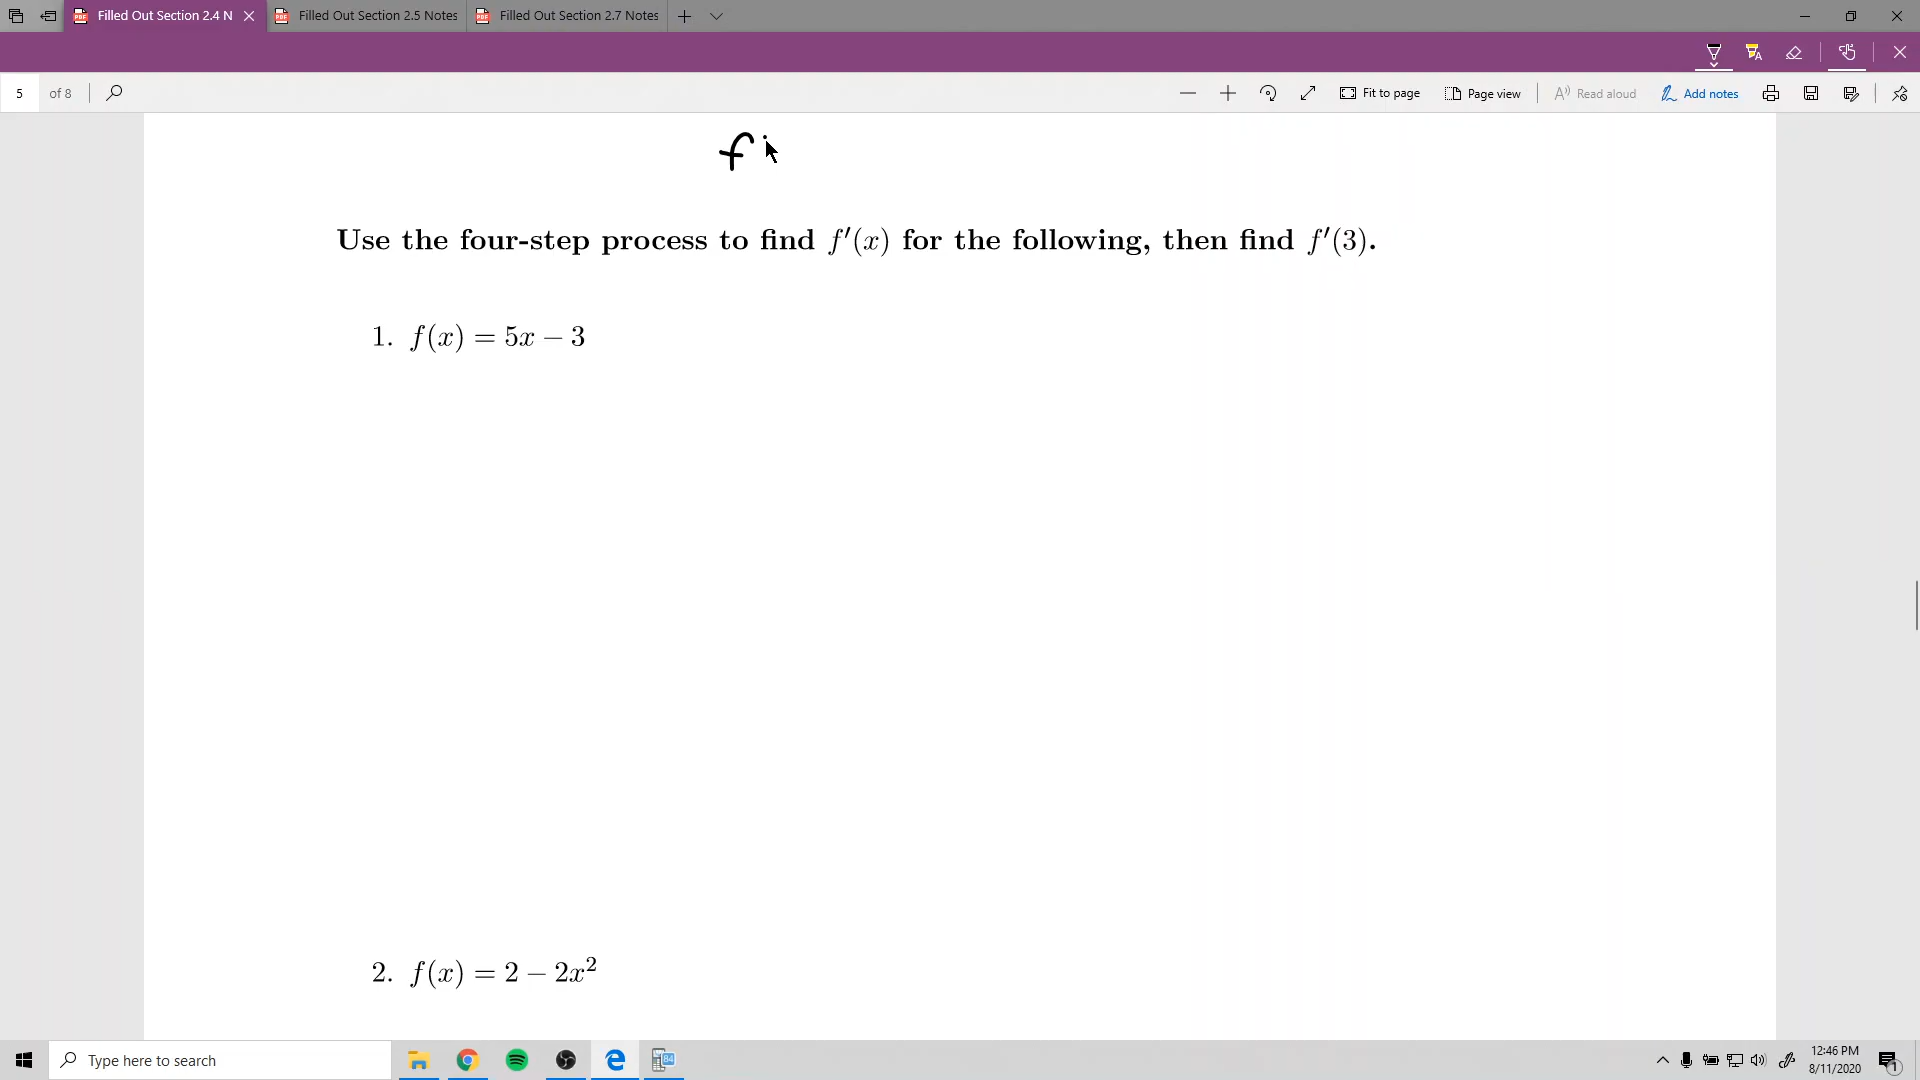 Filled Out Section 2.4 N
Filled Out Section 2.5 Notes
Filled Out Section 2.7 Notes
5 of 8
Fit to page
Page view
Read aloud
Add notes
f
Use the four-step process to find f′(x) for the following, then find f′(3).
1. f(x) = 5x − 3
2. f(x) = 2 − 2x²
Type here to search
84
12:46 PM
8/11/2020
1